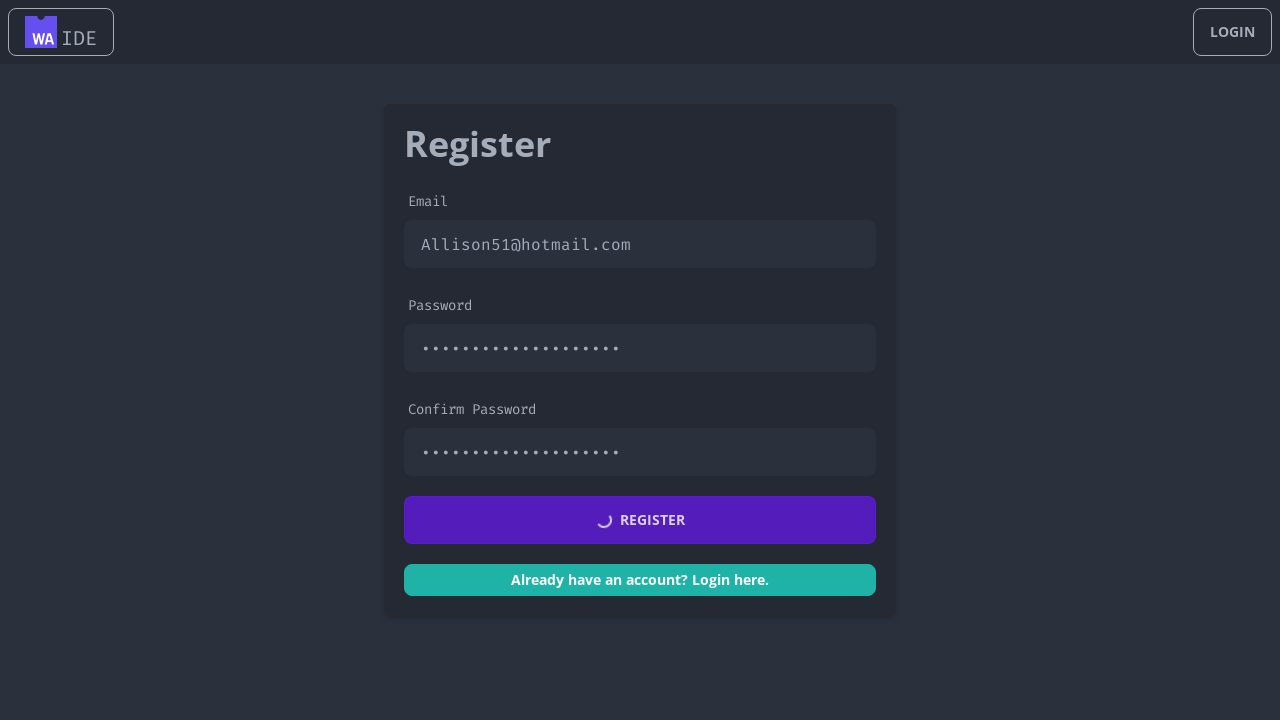 WA IDE
LOGIN
Register
Email
Allison51@hotmail.com
Password
••••••••••••••••••••
Confirm Password
••••••••••••••••••••
REGISTER
Already have an account? Login here.